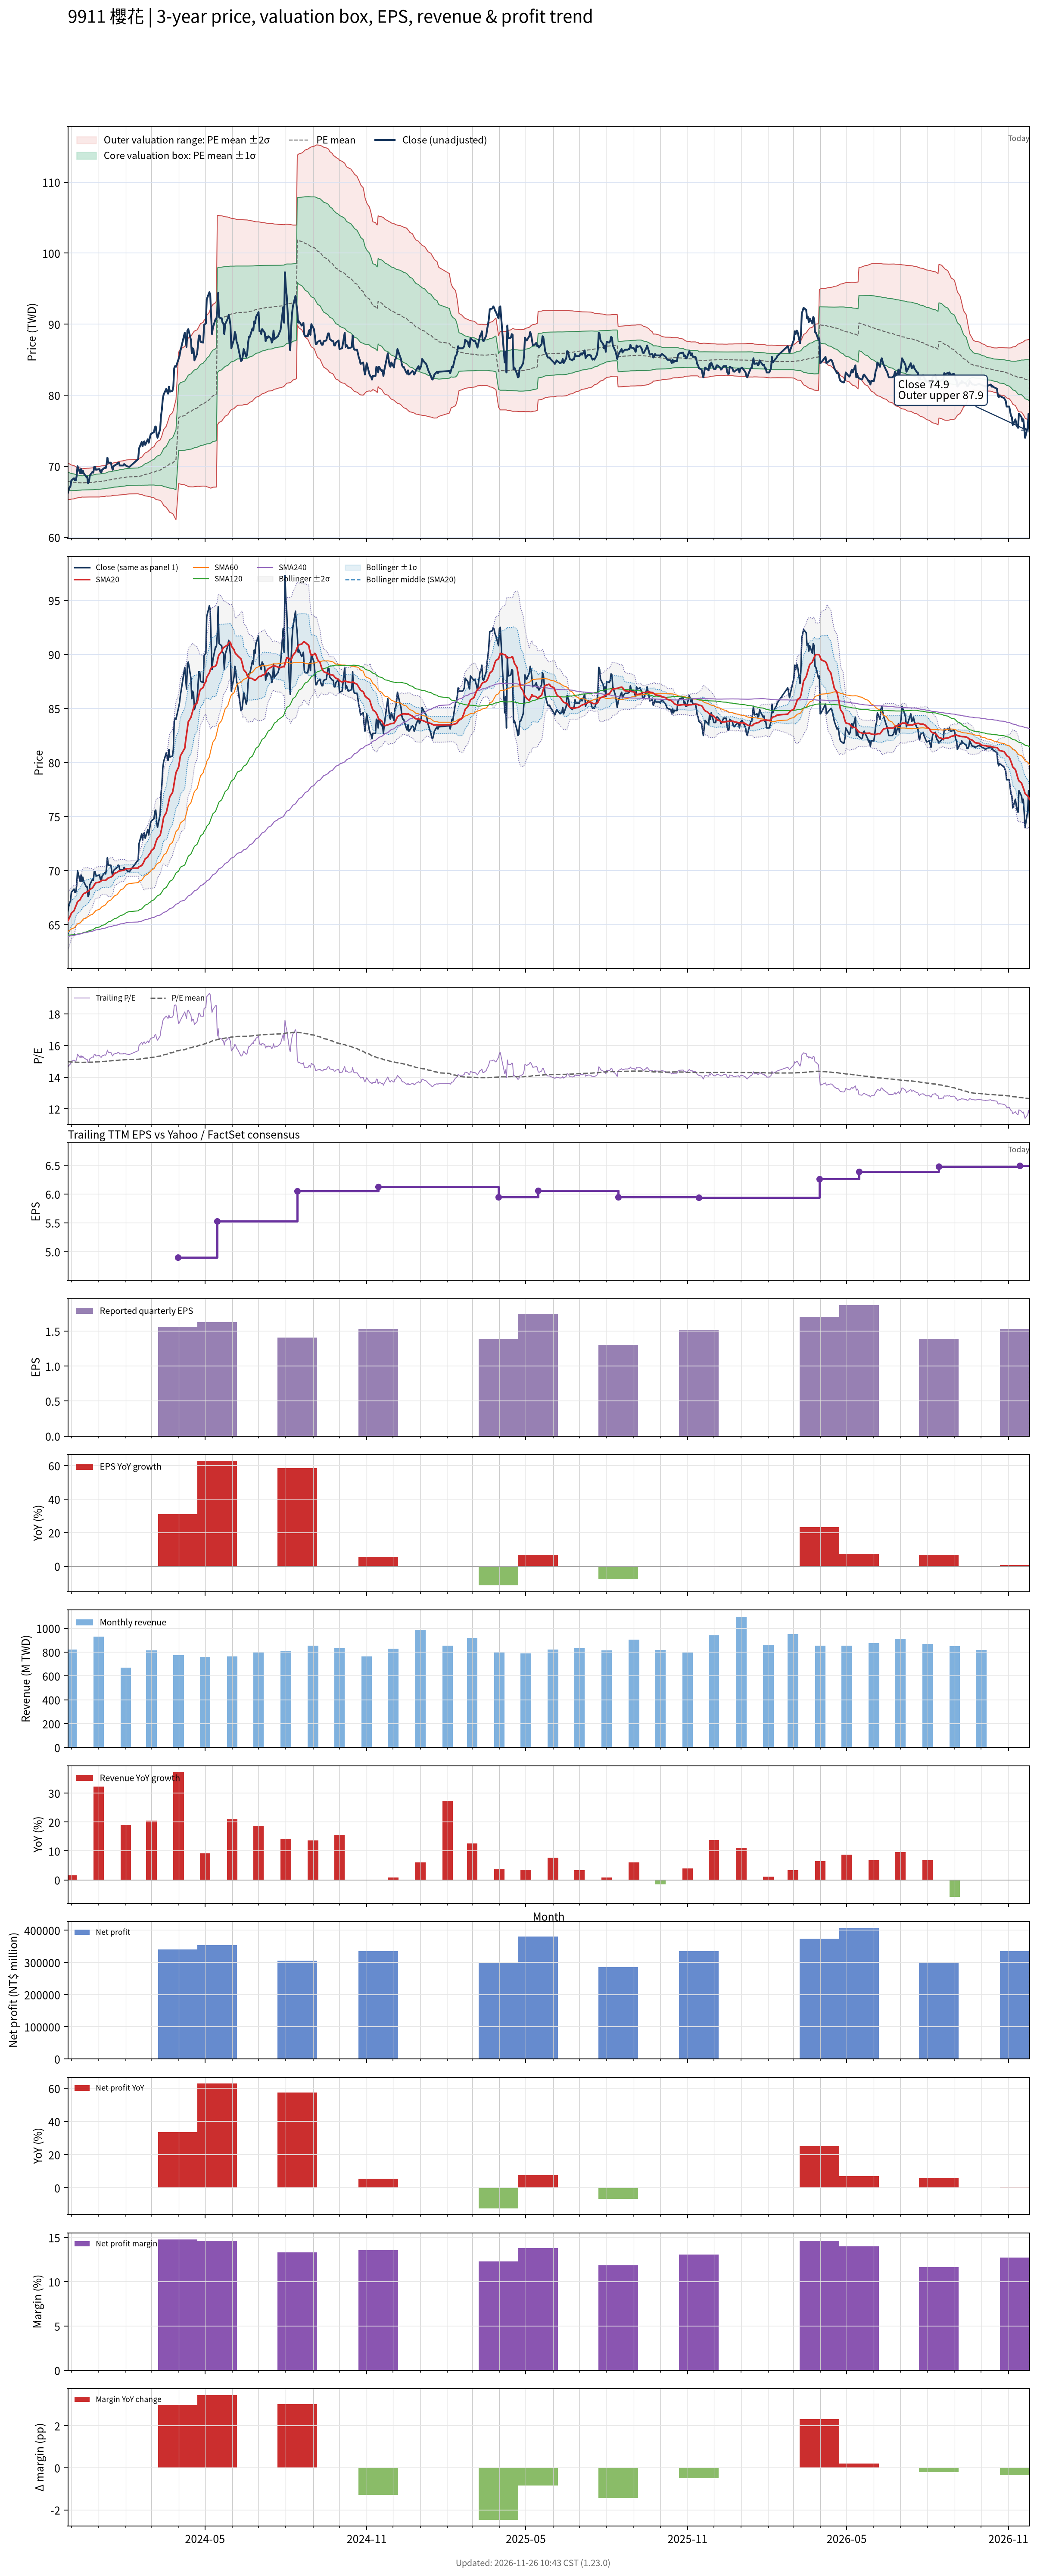 9911 櫻花 | 3-year price, valuation box, EPS, revenue & profit trend
Outer valuation range: PE mean ±2σ
Core valuation box: PE mean ±1σ
PE mean
Close (unadjusted)
Today
Price (TWD)
110
100
90
80
70
60
Close 74.9
Outer upper 87.9
Close (same as panel 1)
SMA20
SMA60
SMA120
SMA240
Bollinger ±2σ
Bollinger ±1σ
Bollinger middle (SMA20)
Price
95
90
85
80
75
70
65
Trailing P/E
P/E mean
P/E
18
16
14
12
Trailing TTM EPS vs Yahoo / FactSet consensus
Today
EPS
6.5
6.0
5.5
5.0
Reported quarterly EPS
EPS
1.5
1.0
0.5
0.0
EPS YoY growth
YoY (%)
60
40
20
0
Monthly revenue
Revenue (M TWD)
1000
800
600
400
200
0
Revenue YoY growth
YoY (%)
30
20
10
0
Month
Net profit
Net profit (NT$ million)
400000
300000
200000
100000
0
Net profit YoY
YoY (%)
60
40
20
0
Net profit margin
Margin (%)
15
10
5
0
Margin YoY change
Δ margin (pp)
2
0
-2
2024-05
2024-11
2025-05
2025-11
2026-05
2026-11
Updated: 2026-11-26 10:43 CST (1.23.0)